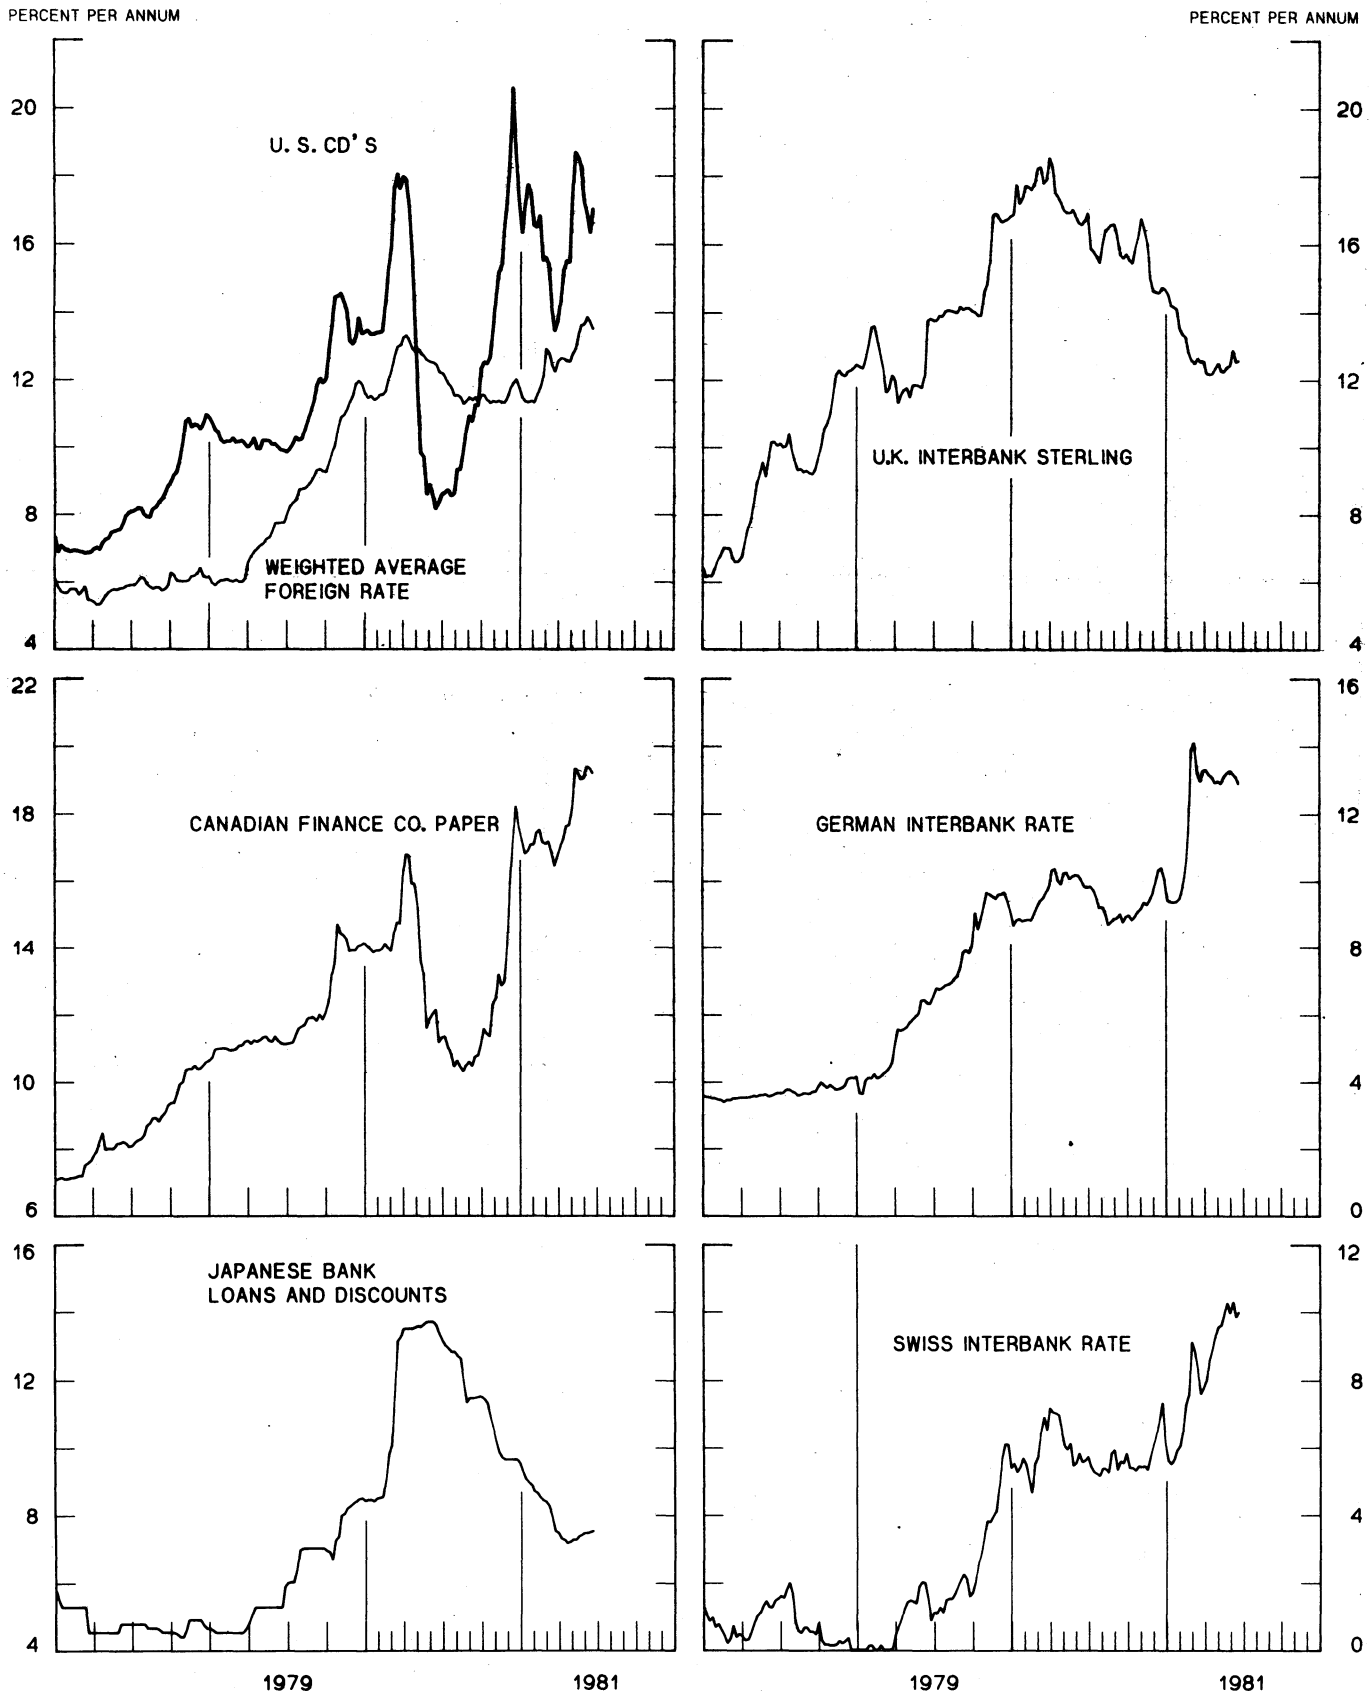 PERCENT PER ANNUM
PERCENT PER ANNUM
20
16
12
8
4
U. S. CD'S
WEIGHTED AVERAGE
FOREIGN RATE
20
16
12
8
4
U.K. INTERBANK STERLING
22
18
14
10
6
CANADIAN FINANCE CO. PAPER
16
12
8
4
0
GERMAN INTERBANK RATE
16
12
8
4
JAPANESE BANK
LOANS AND DISCOUNTS
12
8
4
0
SWISS INTERBANK RATE
1979
1981
1979
1981